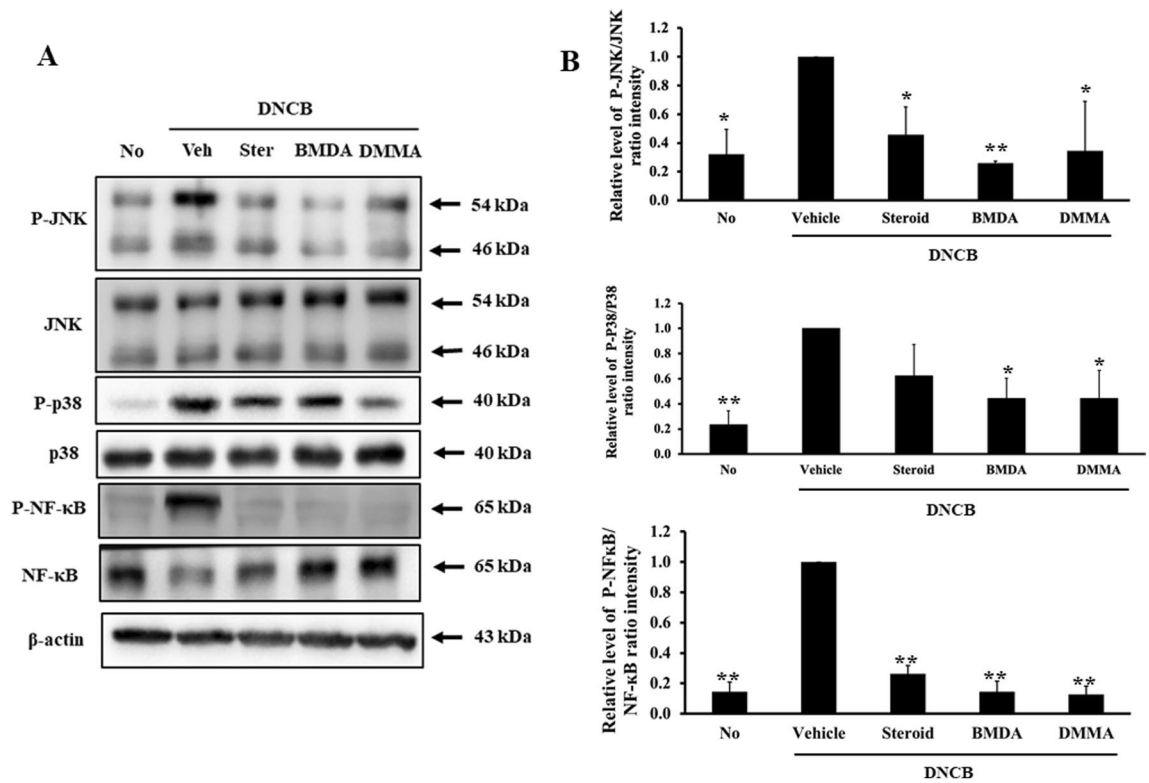 A
DNCB
No Veh Ster BMDA DMMA
P-JNK
54 kDa
46 kDa
JNK
54 kDa
46 kDa
P-p38
40 kDa
p38
40 kDa
P-NF-κB
65 kDa
NF-κB
65 kDa
β-actin
43 kDa
B
Relative level of P-JNK/JNK
ratio intensity
1.2
1.0
0.8
0.6
0.4
0.2
0.0
* * ** *
No Vehicle Steroid BMDA DMMA
DNCB
Relative level of P-P38/P38
ratio intensity
1.2
1.0
0.8
0.6
0.4
0.2
0.0
** * *
No Vehicle Steroid BMDA DMMA
DNCB
Relative level of P-NFκB/
NF-κB ratio intensity
1.2
1.0
0.8
0.6
0.4
0.2
0.0
** ** ** **
No Vehicle Steroid BMDA DMMA
DNCB